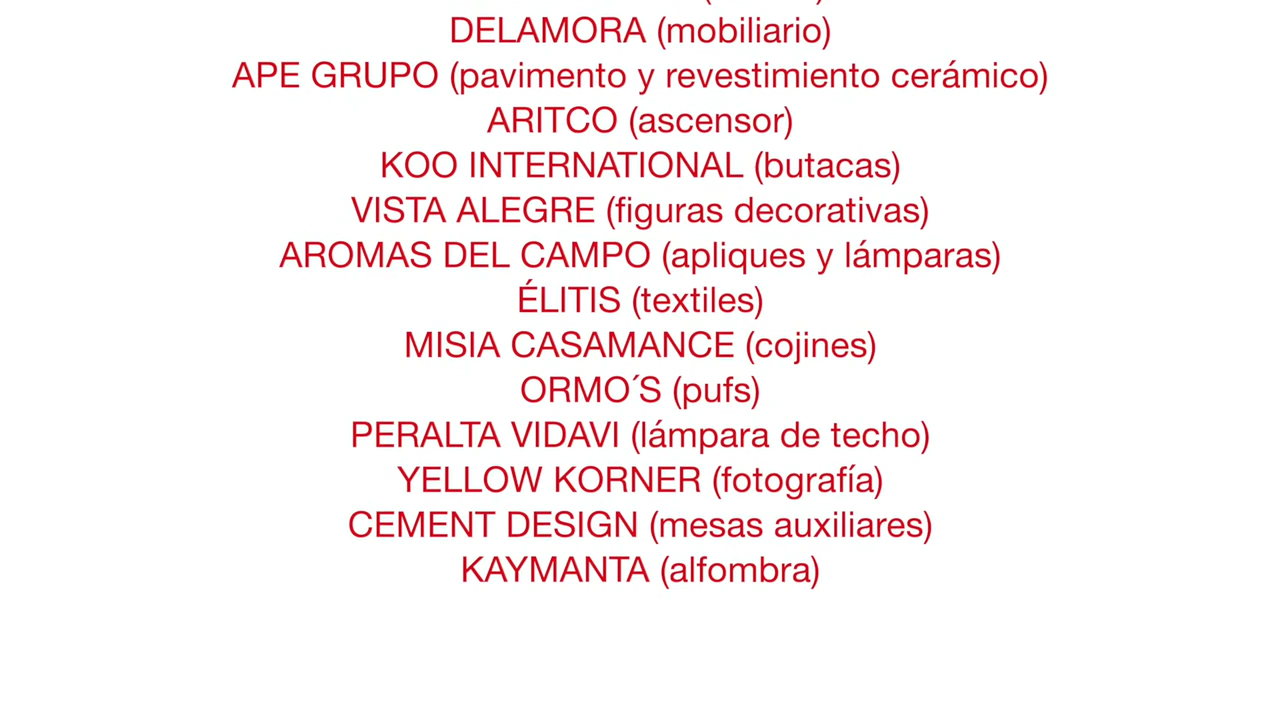 DELAMORA (mobiliario)
APE GRUPO (pavimento y revestimiento cerámico)
ARITCO (ascensor)
KOO INTERNATIONAL (butacas)
VISTA ALEGRE (figuras decorativas)
AROMAS DEL CAMPO (apliques y lámparas)
ÉLITIS (textiles)
MISIA CASAMANCE (cojines)
ORMO´S (pufs)
PERALTA VIDAVI (lámpara de techo)
YELLOW KORNER (fotografía)
CEMENT DESIGN (mesas auxiliares)
KAYMANTA (alfombra)